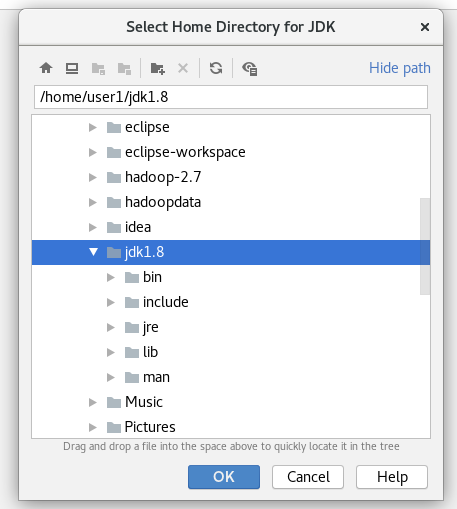 Select Home Directory for JDK
Hide path
/home/user1/jdk1.8
eclipse
eclipse-workspace
hadoop-2.7
hadoopdata
idea
jdk1.8
bin
include
jre
lib
man
Music
Pictures
Drag and drop a file into the space above to quickly locate it in the tree
OK Cancel Help